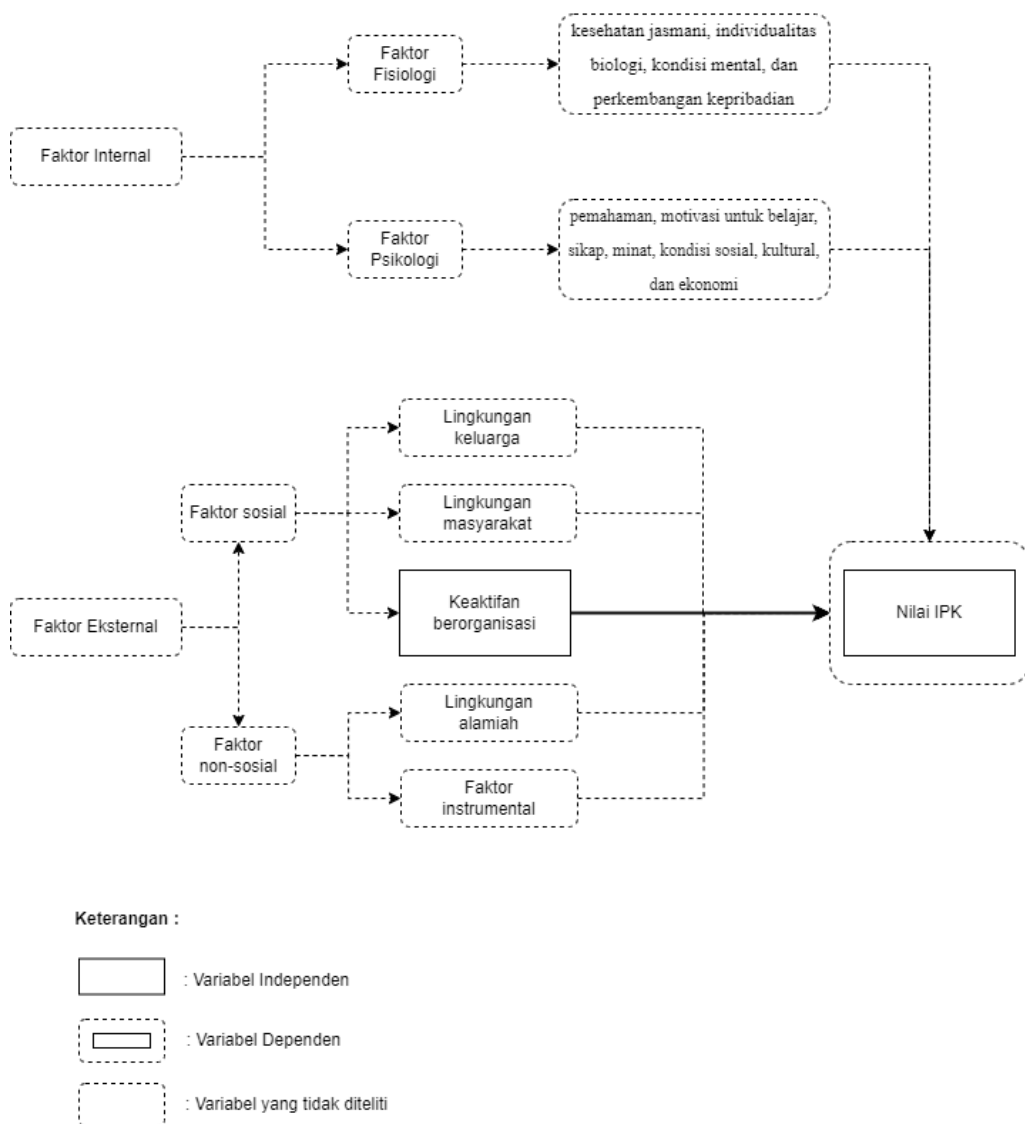 Faktor
Fisiologi
kesehatan jasmani, individualitas
biologi, kondisi mental, dan
perkembangan kepribadian
Faktor Internal
Faktor
Psikologi
pemahaman, motivasi untuk belajar,
sikap, minat, kondisi sosial, kultural,
dan ekonomi
Lingkungan
keluarga
Faktor sosial
Lingkungan
masyarakat
Faktor Eksternal
Keaktifan
berorganisasi
Nilai IPK
Faktor
non-sosial
Lingkungan
alamiah
Faktor
instrumental
Keterangan :
: Variabel Independen
: Variabel Dependen
: Variabel yang tidak diteliti